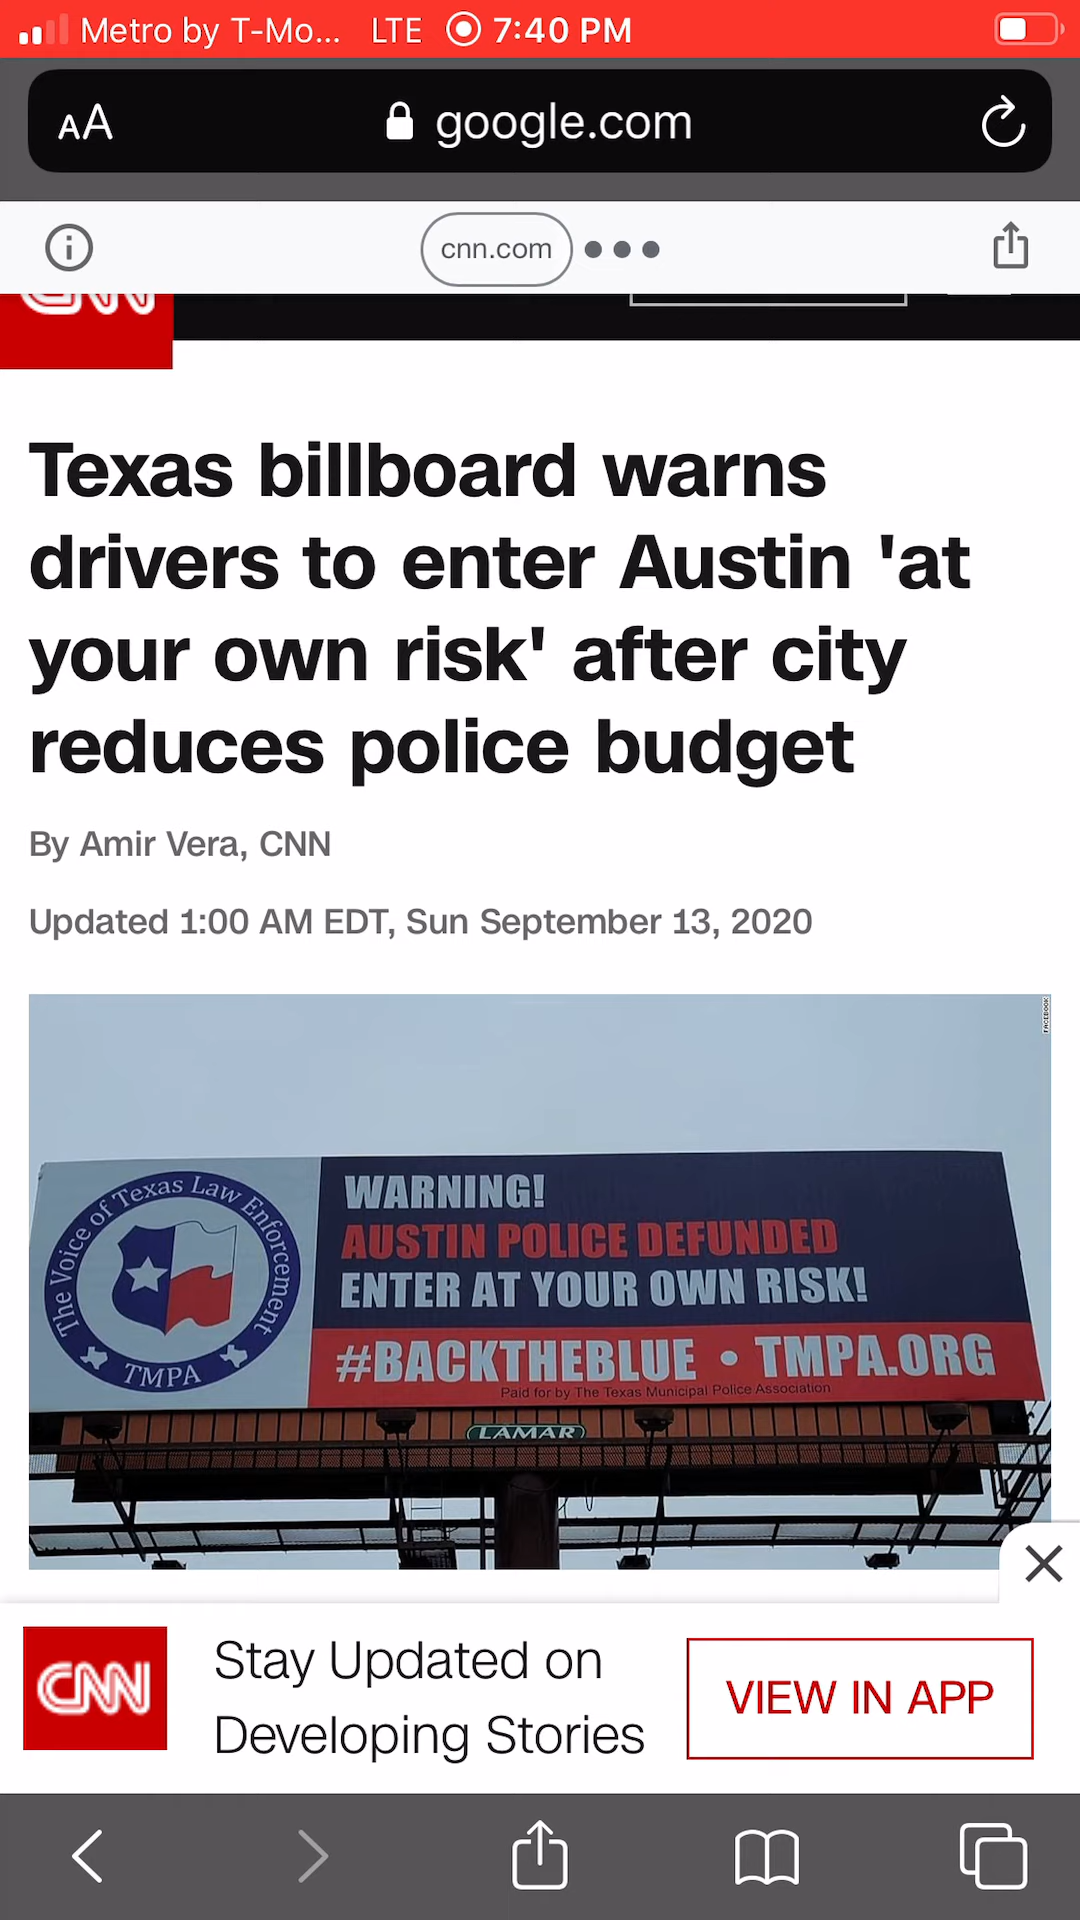 Metro by T-Mo... LTE 7:40 PM
AA google.com
cnn.com
CNN
Texas billboard warns
drivers to enter Austin 'at
your own risk' after city
reduces police budget
By Amir Vera, CNN
Updated 1:00 AM EDT, Sun September 13, 2020
FACEBOOK
The Voice of Texas Law Enforcement
TMPA
WARNING!
AUSTIN POLICE DEFUNDED
ENTER AT YOUR OWN RISK!
#BACKTHEBLUE • TMPA.ORG
Paid for by The Texas Municipal Police Association
LAMAR
CNN
Stay Updated on
Developing Stories
VIEW IN APP